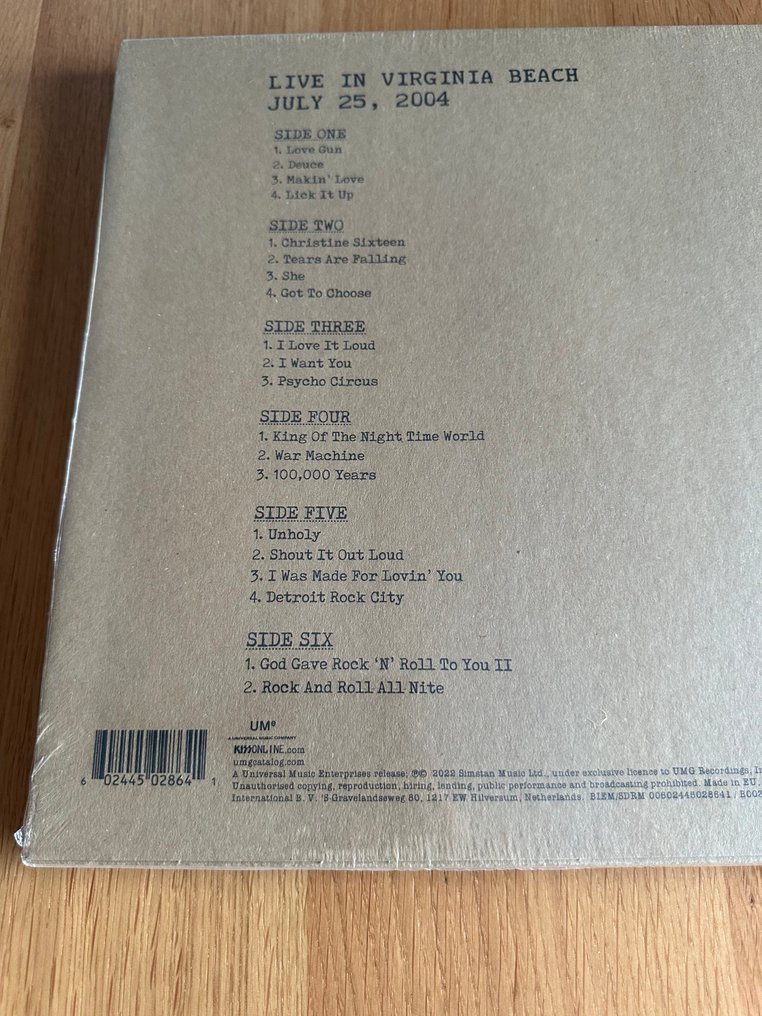 LIVE IN VIRGINIA BEACH
JULY 25, 2004
SIDE ONE
1. Love Gun
2. Deuce
3. Makin' Love
4. Lick It Up
SIDE TWO
1. Christine Sixteen
2. Tears Are Falling
3. She
4. Got To Choose
SIDE THREE
1. I Love It Loud
2. I Want You
3. Psycho Circus
SIDE FOUR
1. King Of The Night Time World
2. War Machine
3. 100,000 Years
SIDE FIVE
1. Unholy
2. Shout It Out Loud
3. I Was Made For Lovin' You
4. Detroit Rock City
SIDE SIX
1. God Gave Rock 'N' Roll To You II
2. Rock And Roll All Nite
UMe
A UNIVERSAL MUSIC COMPANY
KISSONLINE.com
umgcatalog.com
6 02445 02864 1
A Universal Music Enterprises release; ℗© 2022 Simstan Music Ltd., under exclusive licence to UMG Recordings,
Unauthorised copying, reproduction, hiring, lending, public performance and broadcasting prohibited. Made in EU.
International B.V. 'S-Gravelandseweg 80, 1217 EW Hilversum, Netherlands. BIEM/SDRM 00602445028641 /